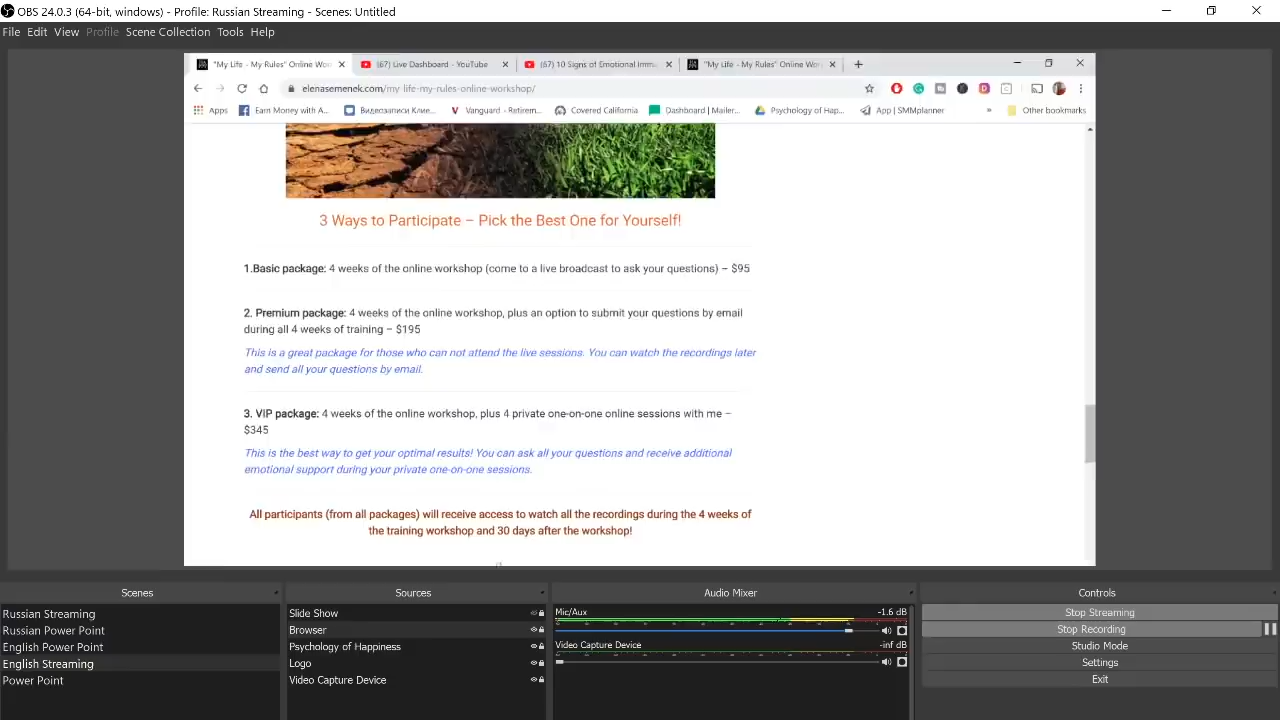 OBS 24.0.3 (64-bit, windows) - Profile: Russian Streaming - Scenes: Untitled
File Edit View Profile Scene Collection Tools Help
"My Life - My Rules" Online Wor
(67) Live Dashboard - YouTube
(67) 10 Signs of Emotional Imm
"My Life - My Rules" Online Wor
elenasemenek.com/my-life-my-rules-online-workshop/
Apps
Earn Money with A...
Видеозаписи Клие...
Vanguard - Retirem...
Covered California
Dashboard | Mailer...
Psychology of Hap...
App | SMMplanner
»
Other bookmarks
3 Ways to Participate – Pick the Best One for Yourself!
1.Basic package: 4 weeks of the online workshop (come to a live broadcast to ask your questions) – $95
2. Premium package: 4 weeks of the online workshop, plus an option to submit your questions by email
during all 4 weeks of training – $195
This is a great package for those who can not attend the live sessions. You can watch the recordings later
and send all your questions by email.
3. VIP package: 4 weeks of the online workshop, plus 4 private one-on-one online sessions with me –
$345
This is the best way to get your optimal results! You can ask all your questions and receive additional
emotional support during your private one-on-one sessions.
All participants (from all packages) will receive access to watch all the recordings during the 4 weeks of
the training workshop and 30 days after the workshop!
Scenes
Russian Streaming
Russian Power Point
English Power Point
English Streaming
Power Point
Sources
Slide Show
Browser
Psychology of Happiness
Logo
Video Capture Device
Audio Mixer
Mic/Aux -1.6 dB
Video Capture Device -inf dB
Controls
Stop Streaming
Stop Recording
Studio Mode
Settings
Exit